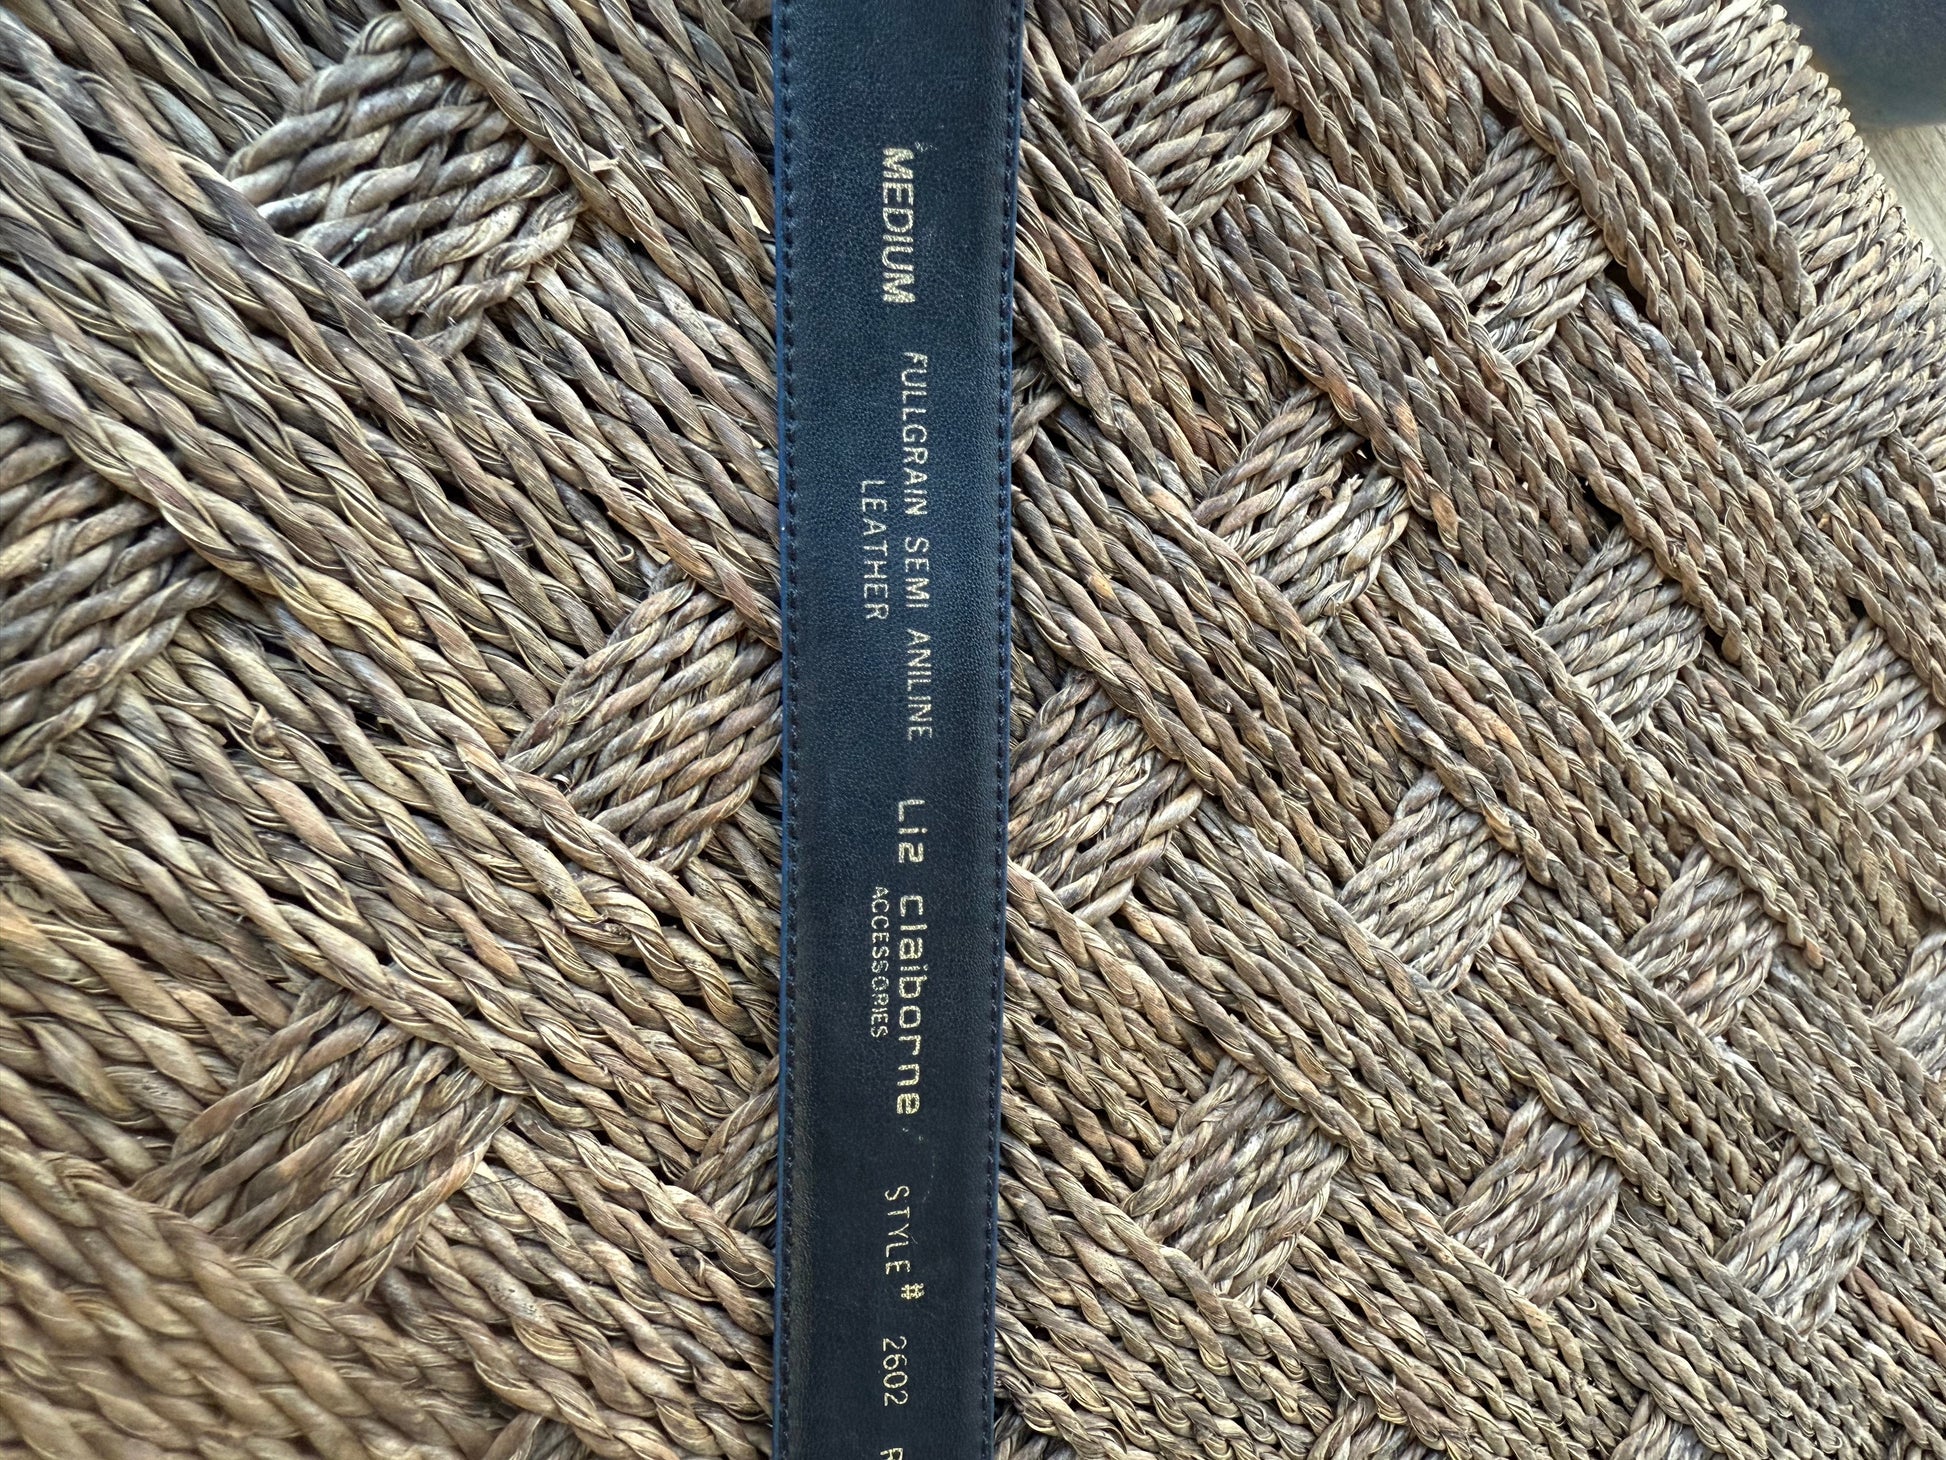 MEDIUM
FULLGRAIN SEMI ANILINE
LEATHER
Liz claiborne
ACCESSORIES
STYLE # 2602